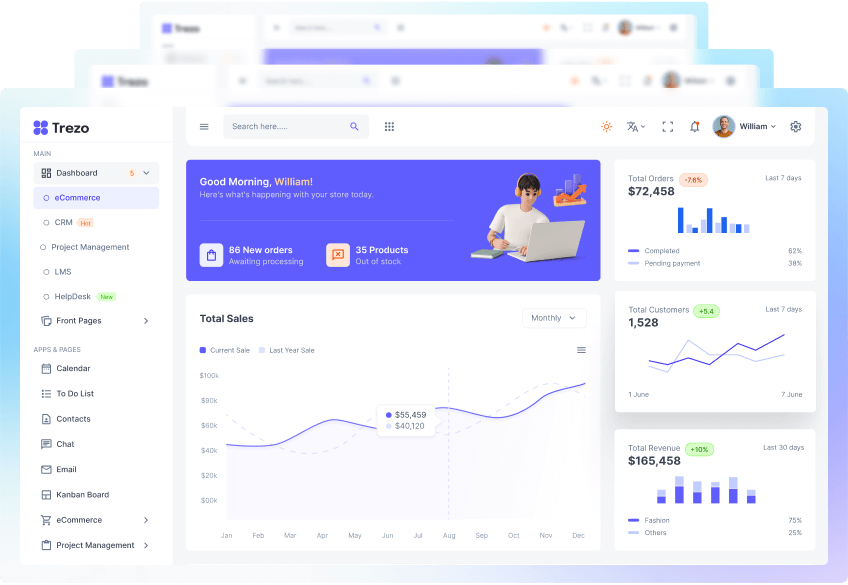 Trezo
Search here.....
William
MAIN
Dashboard 5
eCommerce
CRM Hot
Project Management
LMS
HelpDesk New
Front Pages
APPS & PAGES
Calendar
To Do List
Contacts
Chat
Email
Kanban Board
eCommerce
Project Management
Good Morning, William!
Here's what's happening with your store today.
86 New orders
Awaiting processing
35 Products
Out of stock
Total Orders -7.6% Last 7 days
$72,458
Completed 62%
Pending payment 38%
Total Sales
Monthly
Current Sale Last Year Sale
$100k
$80k
$60k
$40k
$20k
$00k
$55,459
$40,120
Jan Feb Mar Apr May Jun Jul Aug Sep Oct Nov Dec
Total Customers +5.4 Last 7 days
1,528
1 June 7 June
Total Revenue +10% Last 30 days
$165,458
Fashion 75%
Others 25%